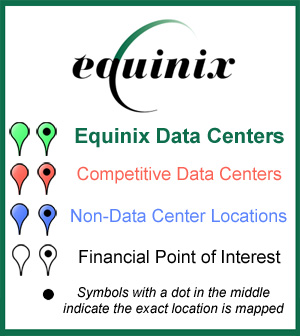 equinix
Equinix Data Centers
Competitive Data Centers
Non-Data Center Locations
Financial Point of Interest
Symbols with a dot in the middle
indicate the exact location is mapped